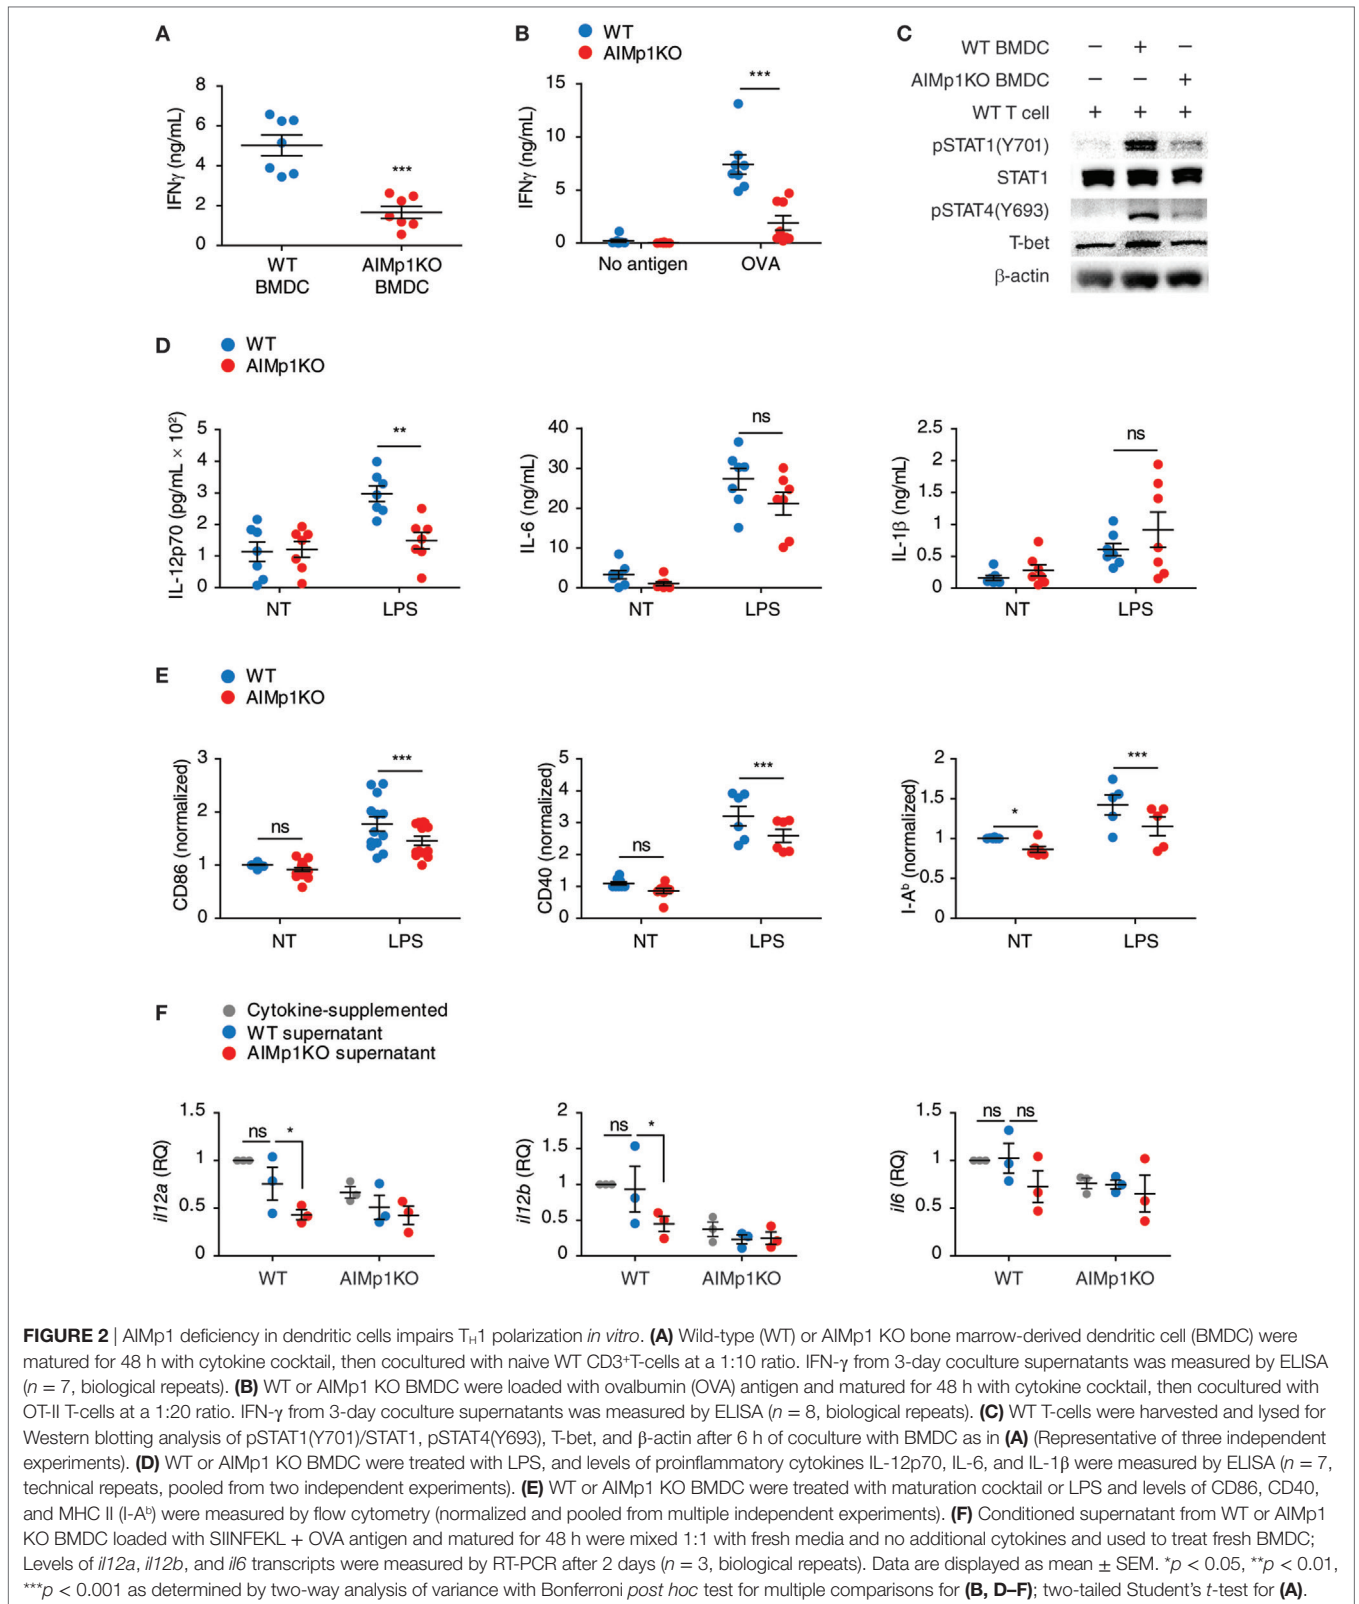 A
8
6
4
2
0
IFNγ (ng/mL)
***
WT
BMDC
AIMp1KO
BMDC
B
WT
AIMp1KO
15
10
5
0
IFNγ (ng/mL)
***
No antigen
OVA
C
WT BMDC − + −
AIMp1KO BMDC − − +
WT T cell + + +
pSTAT1(Y701)
STAT1
pSTAT4(Y693)
T-bet
β-actin
D
WT
AIMp1KO
5
4
3
2
1
0
IL-12p70 (pg/mL × 10²)
**
NT
LPS
40
30
20
10
0
IL-6 (ng/mL)
ns
NT
LPS
2.5
2
1.5
1
0.5
0
IL-1β (ng/mL)
ns
NT
LPS
E
WT
AIMp1KO
3
2
1
0
CD86 (normalized)
ns
***
NT
LPS
5
4
3
2
1
0
CD40 (normalized)
ns
***
NT
LPS
2
1.5
1
0.5
0
I-Aᵇ (normalized)
*
***
NT
LPS
F
Cytokine-supplemented
WT supernatant
AIMp1KO supernatant
1.5
1
0.5
0
il12a (RQ)
ns
*
WT
AIMp1KO
2
1.5
1
0.5
0
il12b (RQ)
ns
*
WT
AIMp1KO
1.5
1
0.5
0
il6 (RQ)
ns
ns
WT
AIMp1KO
FIGURE 2 | AIMp1 deficiency in dendritic cells impairs TH1 polarization in vitro. (A) Wild-type (WT) or AIMp1 KO bone marrow-derived dendritic cell (BMDC) were
matured for 48 h with cytokine cocktail, then cocultured with naive WT CD3⁺T-cells at a 1:10 ratio. IFN-γ from 3-day coculture supernatants was measured by ELISA
(n = 7, biological repeats). (B) WT or AIMp1 KO BMDC were loaded with ovalbumin (OVA) antigen and matured for 48 h with cytokine cocktail, then cocultured with
OT-II T-cells at a 1:20 ratio. IFN-γ from 3-day coculture supernatants was measured by ELISA (n = 8, biological repeats). (C) WT T-cells were harvested and lysed for
Western blotting analysis of pSTAT1(Y701)/STAT1, pSTAT4(Y693), T-bet, and β-actin after 6 h of coculture with BMDC as in (A) (Representative of three independent
experiments). (D) WT or AIMp1 KO BMDC were treated with LPS, and levels of proinflammatory cytokines IL-12p70, IL-6, and IL-1β were measured by ELISA (n = 7,
technical repeats, pooled from two independent experiments). (E) WT or AIMp1 KO BMDC were treated with maturation cocktail or LPS and levels of CD86, CD40,
and MHC II (I-Aᵇ) were measured by flow cytometry (normalized and pooled from multiple independent experiments). (F) Conditioned supernatant from WT or AIMp1
KO BMDC loaded with SIINFEKL + OVA antigen and matured for 48 h were mixed 1:1 with fresh media and no additional cytokines and used to treat fresh BMDC;
Levels of il12a, il12b, and il6 transcripts were measured by RT-PCR after 2 days (n = 3, biological repeats). Data are displayed as mean ± SEM. *p < 0.05, **p < 0.01,
***p < 0.001 as determined by two-way analysis of variance with Bonferroni post hoc test for multiple comparisons for (B, D–F); two-tailed Student's t-test for (A).